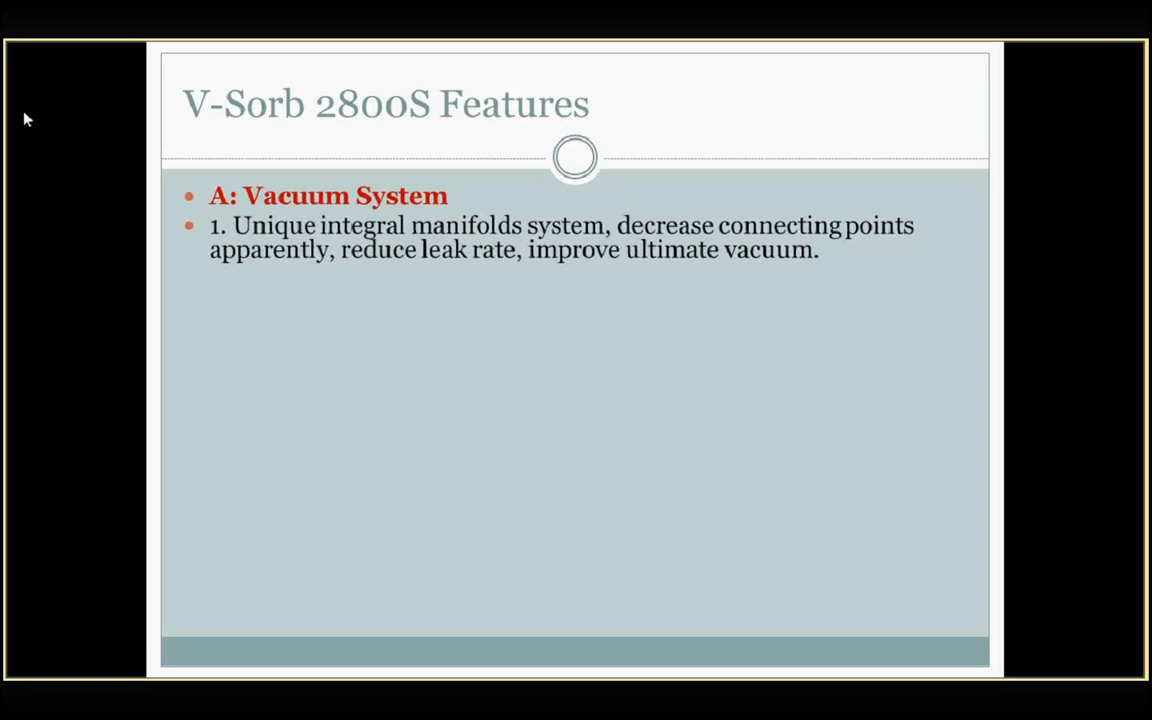 V-Sorb 2800S Features
A: Vacuum System
1. Unique integral manifolds system, decrease connecting points
apparently, reduce leak rate, improve ultimate vacuum.